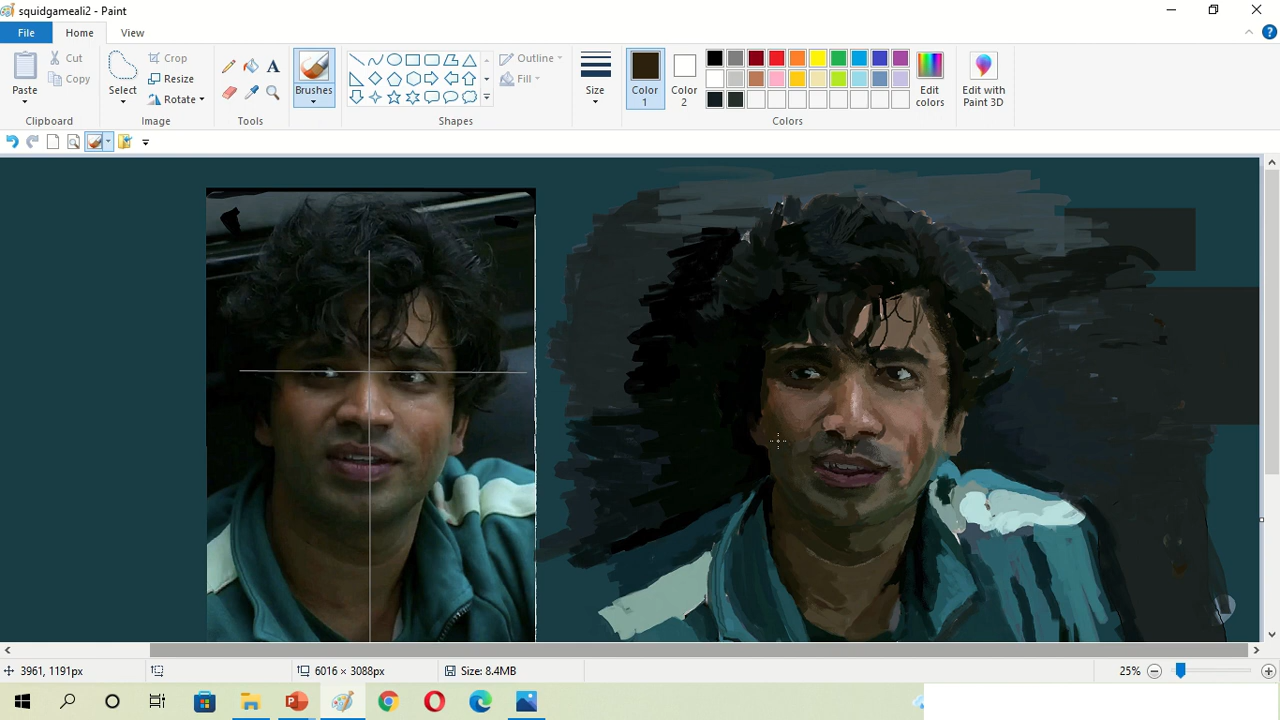 squidgameali2 - Paint
File
Home
View
Paste
Cut
Copy
Clipboard
Select
Crop
Resize
Rotate
Image
A
Tools
Brushes
Outline
Fill
Shapes
Size
Color 1
Color 2
Edit colors
Edit with Paint 3D
Colors
3961, 1191px
6016 × 3088px
Size: 8.4MB
25%